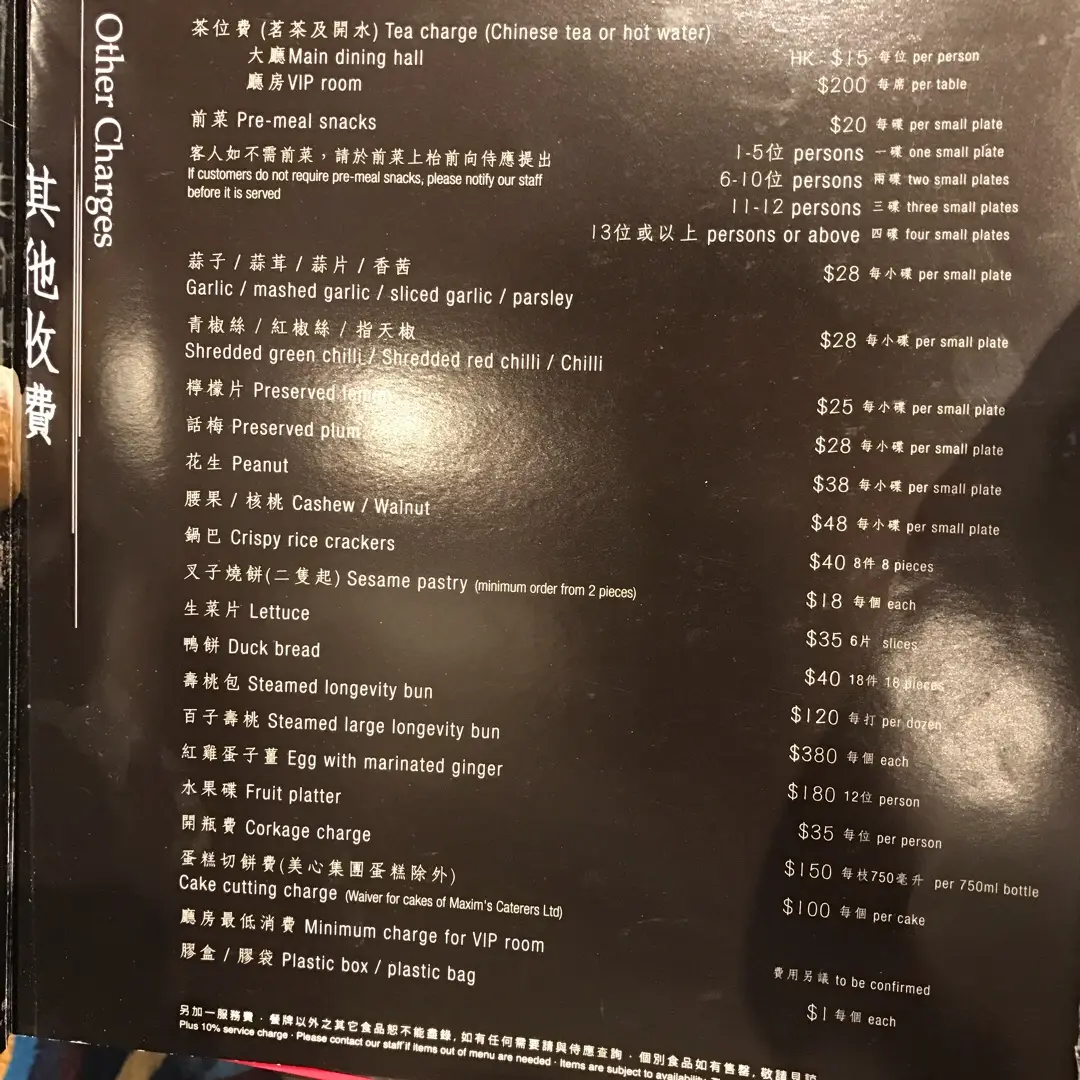 Other Charges
其他收費
茶位費 (茗茶及開水) Tea charge (Chinese tea or hot water)
大廳Main dining hall HK $15 每位 per person
廳房VIP room $200 每席 per table
前菜 Pre-meal snacks $20 每碟 per small plate
客人如不需前菜，請於前菜上枱前向侍應提出 1-5位 persons 一碟 one small plate
If customers do not require pre-meal snacks, please notify our staff 6-10位 persons 兩碟 two small plates
before it is served 11-12 persons 三碟 three small plates
13位或以上 persons or above 四碟 four small plates
蒜子 / 蒜茸 / 蒜片 / 香茜 $28 每小碟 per small plate
Garlic / mashed garlic / sliced garlic / parsley
青椒絲 / 紅椒絲 / 指天椒 $28 每小碟 per small plate
Shredded green chilli / Shredded red chilli / Chilli
檸檬片 Preserved lemon $25 每小碟 per small plate
話梅 Preserved plum $28 每小碟 per small plate
花生 Peanut $38 每小碟 per small plate
腰果 / 核桃 Cashew / Walnut $48 每小碟 per small plate
鍋巴 Crispy rice crackers $40 8件 8 pieces
叉子燒餅(二隻起) Sesame pastry (minimum order from 2 pieces) $18 每個 each
生菜片 Lettuce $35 6片 slices
鴨餅 Duck bread $40 18件 18 pieces
壽桃包 Steamed longevity bun $120 每打 per dozen
百子壽桃 Steamed large longevity bun $380 每個 each
紅雞蛋子薑 Egg with marinated ginger $180 12位 person
水果碟 Fruit platter $35 每位 per person
開瓶費 Corkage charge $150 每枝750毫升 per 750ml bottle
蛋糕切餅費(美心集團蛋糕除外) $100 每個 per cake
Cake cutting charge (Waiver for cakes of Maxim's Caterers Ltd)
廳房最低消費 Minimum charge for VIP room 費用另議 to be confirmed
膠盒 / 膠袋 Plastic box / plastic bag $1 每個 each
另加一服務費 · 餐牌以外之其它食品恕不能盡錄, 如有任何需要請與侍應查詢 · 個別食品如有售罄, 敬請見諒
Plus 10% service charge · Please contact our staff if items out of menu are needed · Items are subject to availability